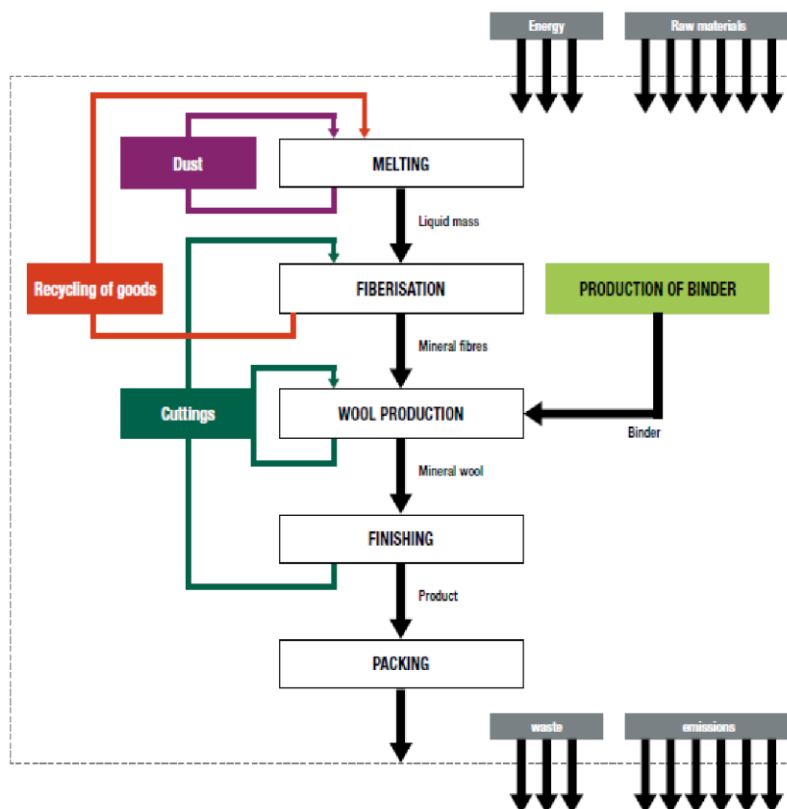 Energy
Raw materials
Dust
MELTING
Liquid mass
Recycling of goods
FIBERISATION
PRODUCTION OF BINDER
Mineral fibres
Cuttings
WOOL PRODUCTION
Binder
Mineral wool
FINISHING
Product
PACKING
waste
emissions